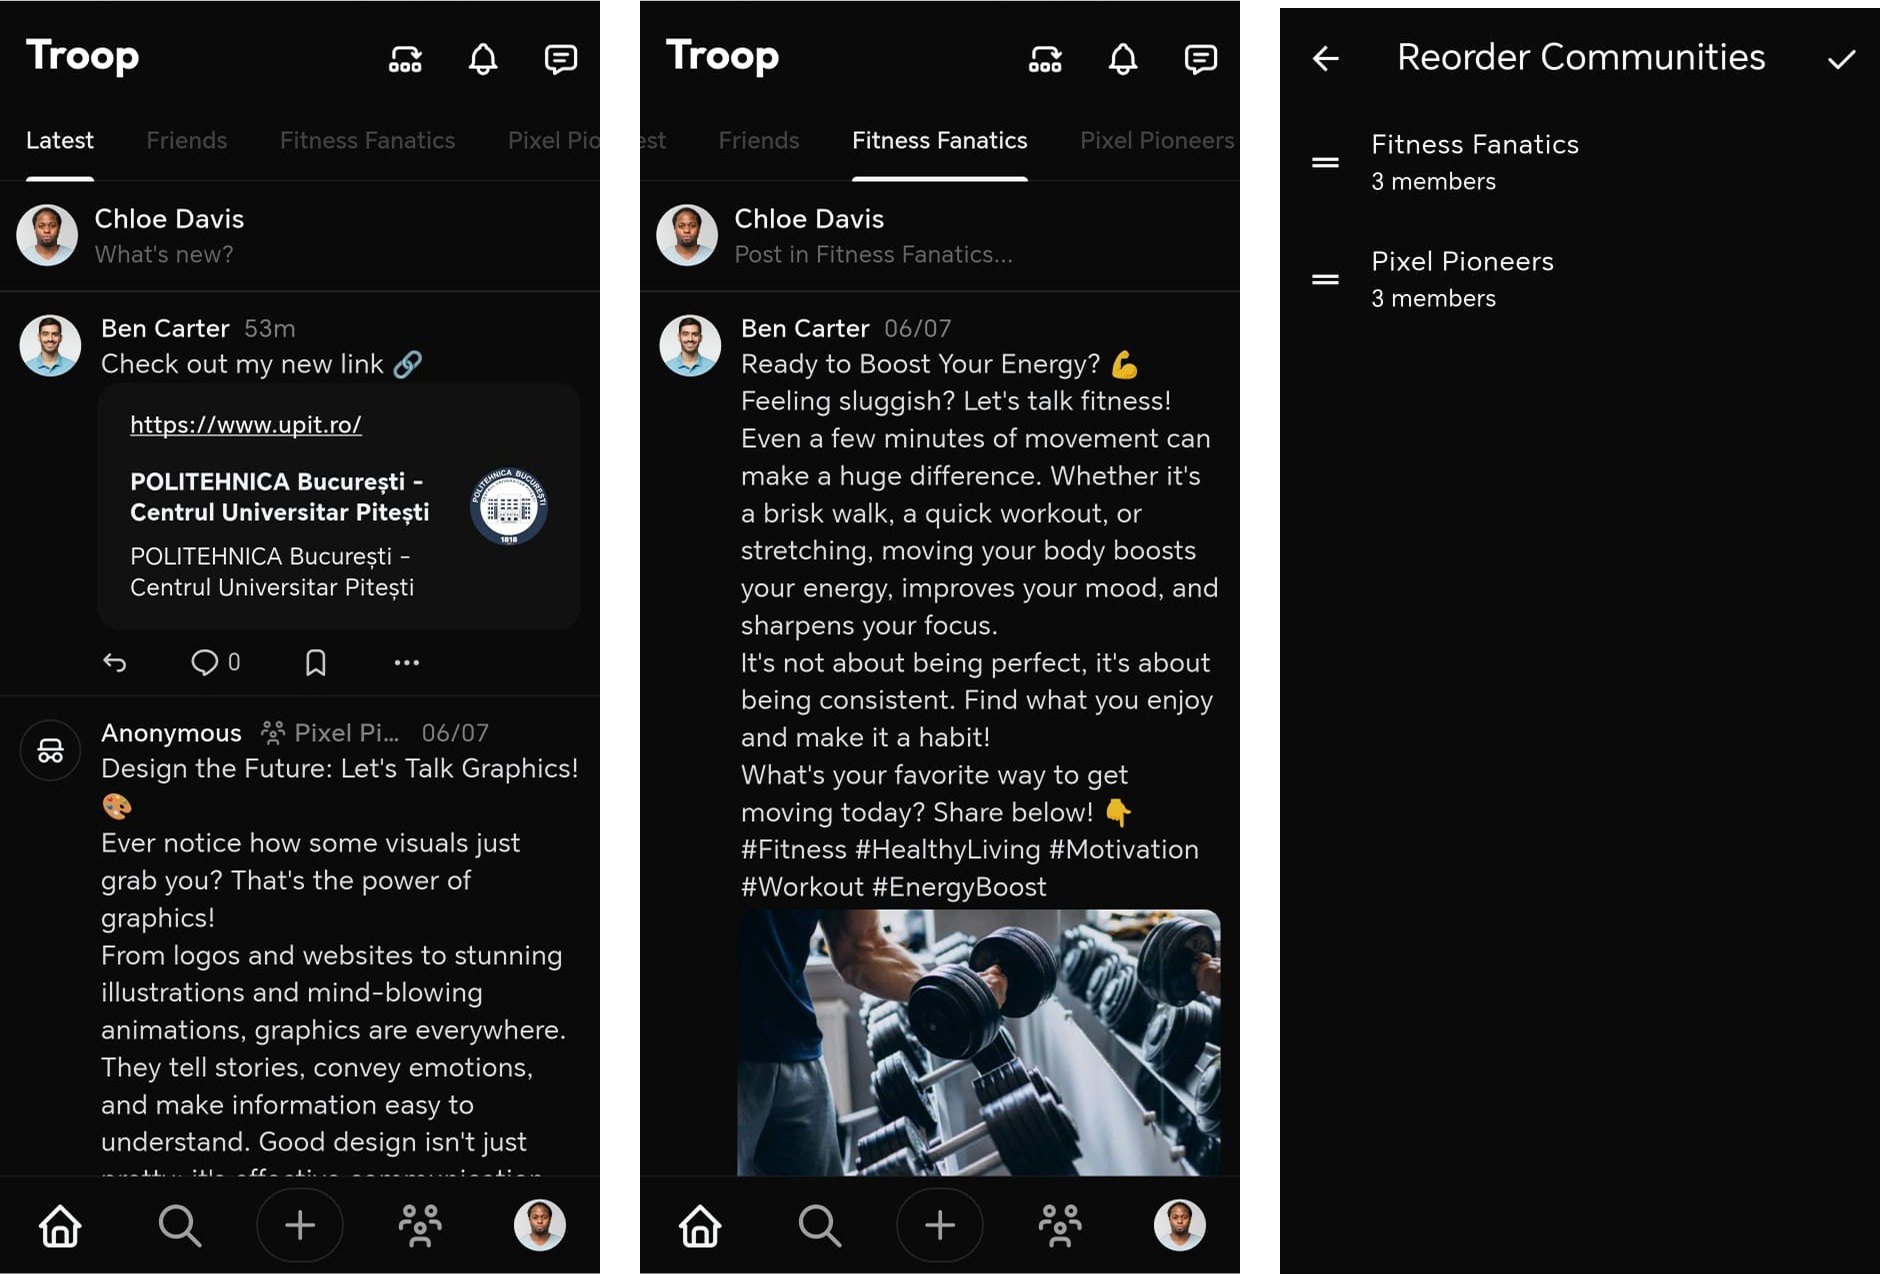 Troop
Latest Friends Fitness Fanatics Pixel Pio
Chloe Davis
What's new?
Ben Carter 53m
Check out my new link 🔗
https://www.upit.ro/
POLITEHNICA București -
Centrul Universitar Pitești
POLITEHNICA București -
Centrul Universitar Pitești
POLITEHNICA BUCUREȘTI
1818
0
Anonymous Pixel Pi... 06/07
Design the Future: Let's Talk Graphics!
🎨
Ever notice how some visuals just
grab you? That's the power of
graphics!
From logos and websites to stunning
illustrations and mind-blowing
animations, graphics are everywhere.
They tell stories, convey emotions,
and make information easy to
understand. Good design isn't just
pretty; it's effective communication
Troop
est Friends Fitness Fanatics Pixel Pioneers
Chloe Davis
Post in Fitness Fanatics...
Ben Carter 06/07
Ready to Boost Your Energy? 💪
Feeling sluggish? Let's talk fitness!
Even a few minutes of movement can
make a huge difference. Whether it's
a brisk walk, a quick workout, or
stretching, moving your body boosts
your energy, improves your mood, and
sharpens your focus.
It's not about being perfect, it's about
being consistent. Find what you enjoy
and make it a habit!
What's your favorite way to get
moving today? Share below! 👇
#Fitness #HealthyLiving #Motivation
#Workout #EnergyBoost
Reorder Communities
Fitness Fanatics
3 members
Pixel Pioneers
3 members